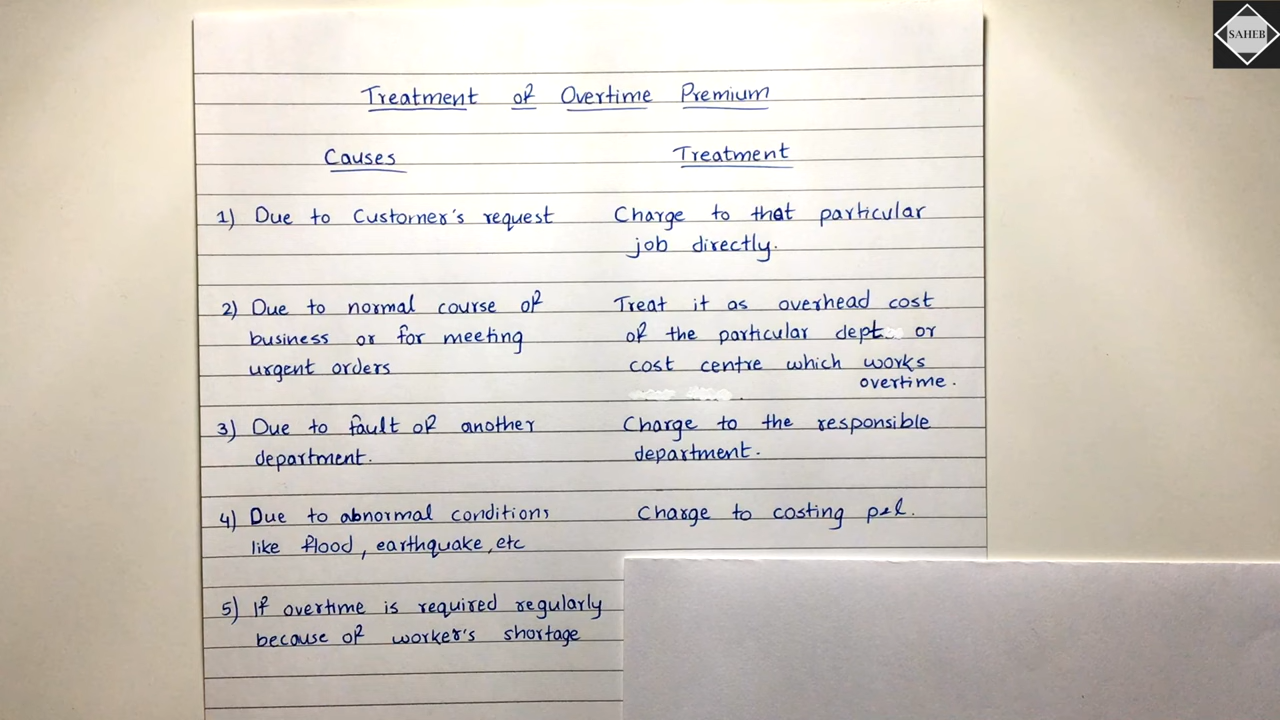 SAHEB
Treatment of Overtime Premium
Causes
Treatment
1) Due to Customer's request
Charge to that particular
job directly.
2) Due to normal course of
business or for meeting
urgent orders
Treat it as overhead cost
of the particular dept or
cost centre which works
overtime.
3) Due to fault of another
department.
Charge to the responsible
department.
4) Due to abnormal conditions
like flood, earthquake, etc
Charge to costing p&l.
5) If overtime is required regularly
because of worker's shortage